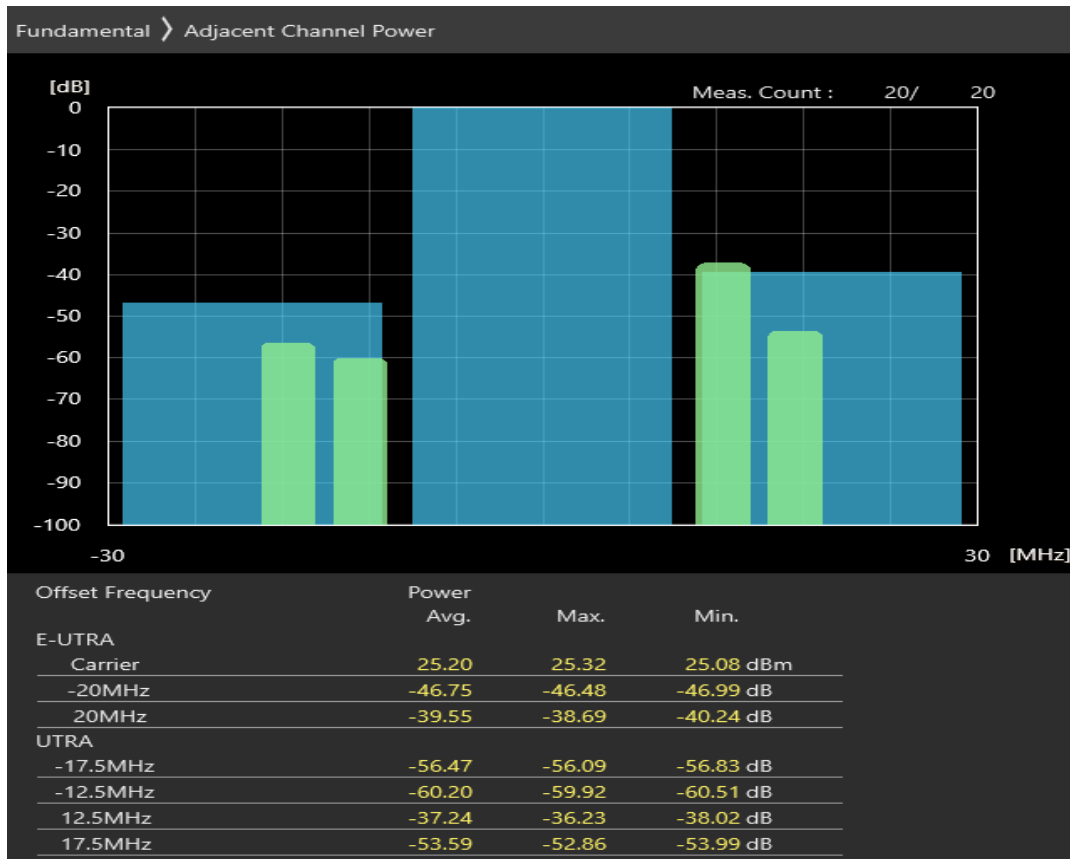 Fundamental ❯ Adjacent Channel Power
[dB]
Meas. Count : 20/ 20
0
-10
-20
-30
-40
-50
-60
-70
-80
-90
-100
-30 30 [MHz]
Offset Frequency Power
Avg. Max. Min.
E-UTRA
Carrier 25.20 25.32 25.08 dBm
-20MHz -46.75 -46.48 -46.99 dB
20MHz -39.55 -38.69 -40.24 dB
UTRA
-17.5MHz -56.47 -56.09 -56.83 dB
-12.5MHz -60.20 -59.92 -60.51 dB
12.5MHz -37.24 -36.23 -38.02 dB
17.5MHz -53.59 -52.86 -53.99 dB